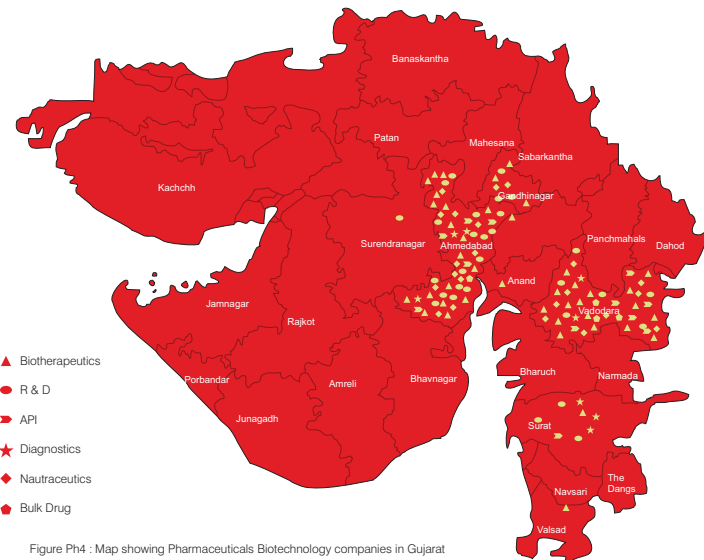 Banaskantha
Patan
Mahesana
Sabarkantha
Kachchh
Gandhinagar
Surendranagar
Ahmedabad
Panchmahals
Dahod
Anand
Jamnagar
Rajkot
Vadodara
Porbandar
Amreli
Bhavnagar
Bharuch
Narmada
Junagadh
Surat
The
Dangs
Navsari
Valsad
Biotherapeutics
R & D
API
Diagnostics
Nautraceutics
Bulk Drug
Figure Ph4 : Map showing Pharmaceuticals Biotechnology companies in Gujarat